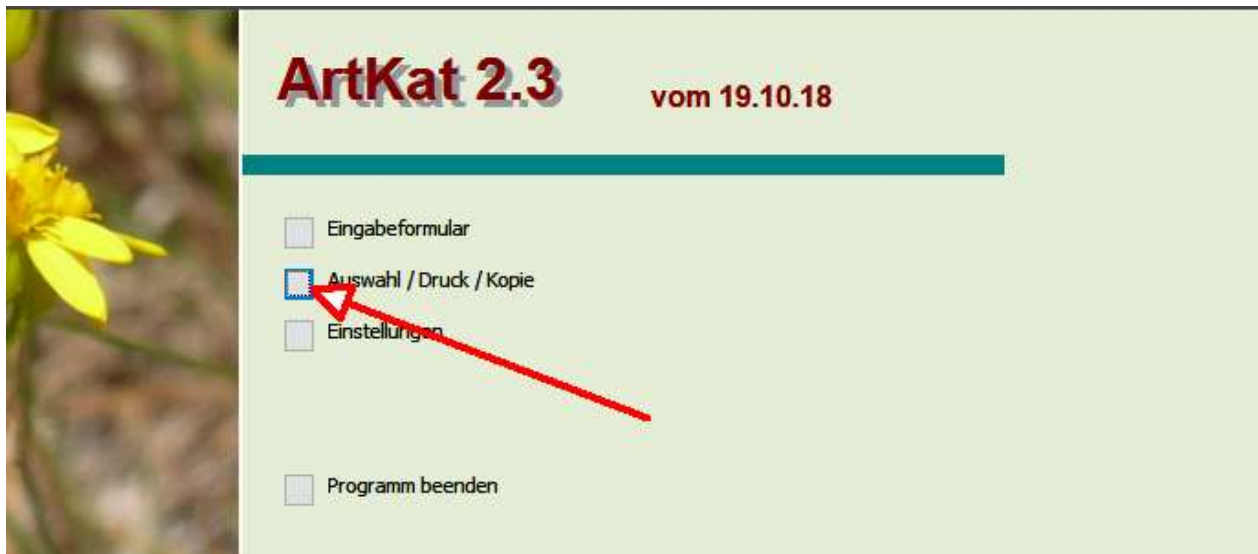 ArtKat 2.3 vom 19.10.18
Eingabeformular
Auswahl / Druck / Kopie
Einstellungen
Programm beenden